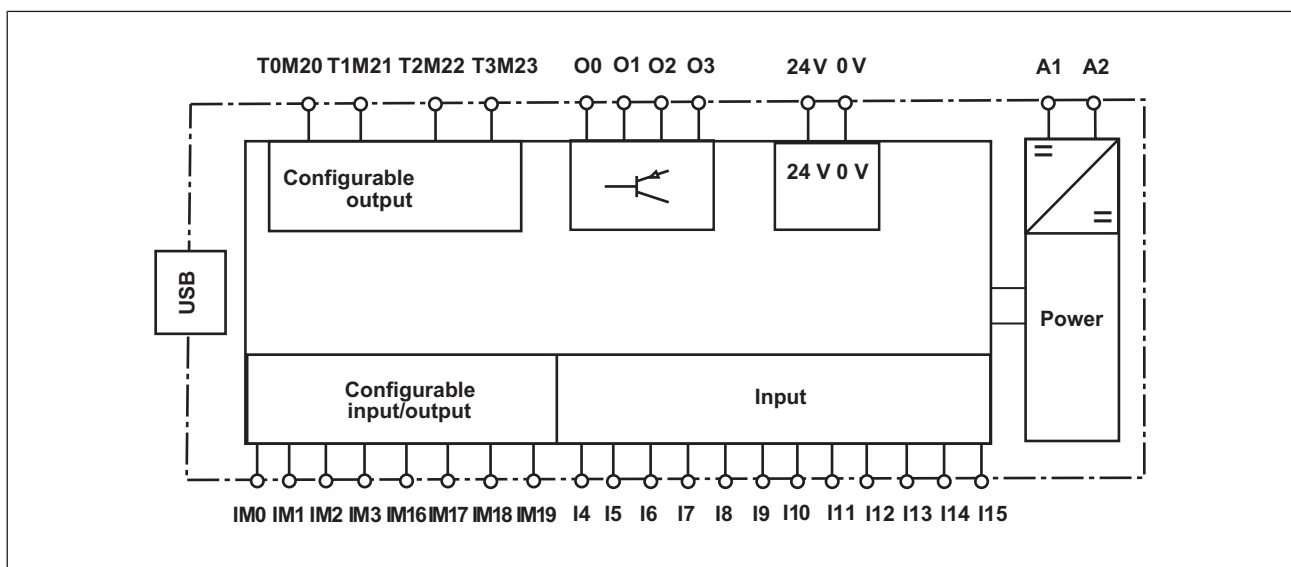 T0M20 T1M21 T2M22 T3M23 O0 O1 O2 O3 24 V 0 V A1 A2
Configurable
output
24 V 0 V
USB
Power
Configurable
input/output
Input
IM0 IM1 IM2 IM3 IM16 IM17 IM18 IM19 I4 I5 I6 I7 I8 I9 I10 I11 I12 I13 I14 I15